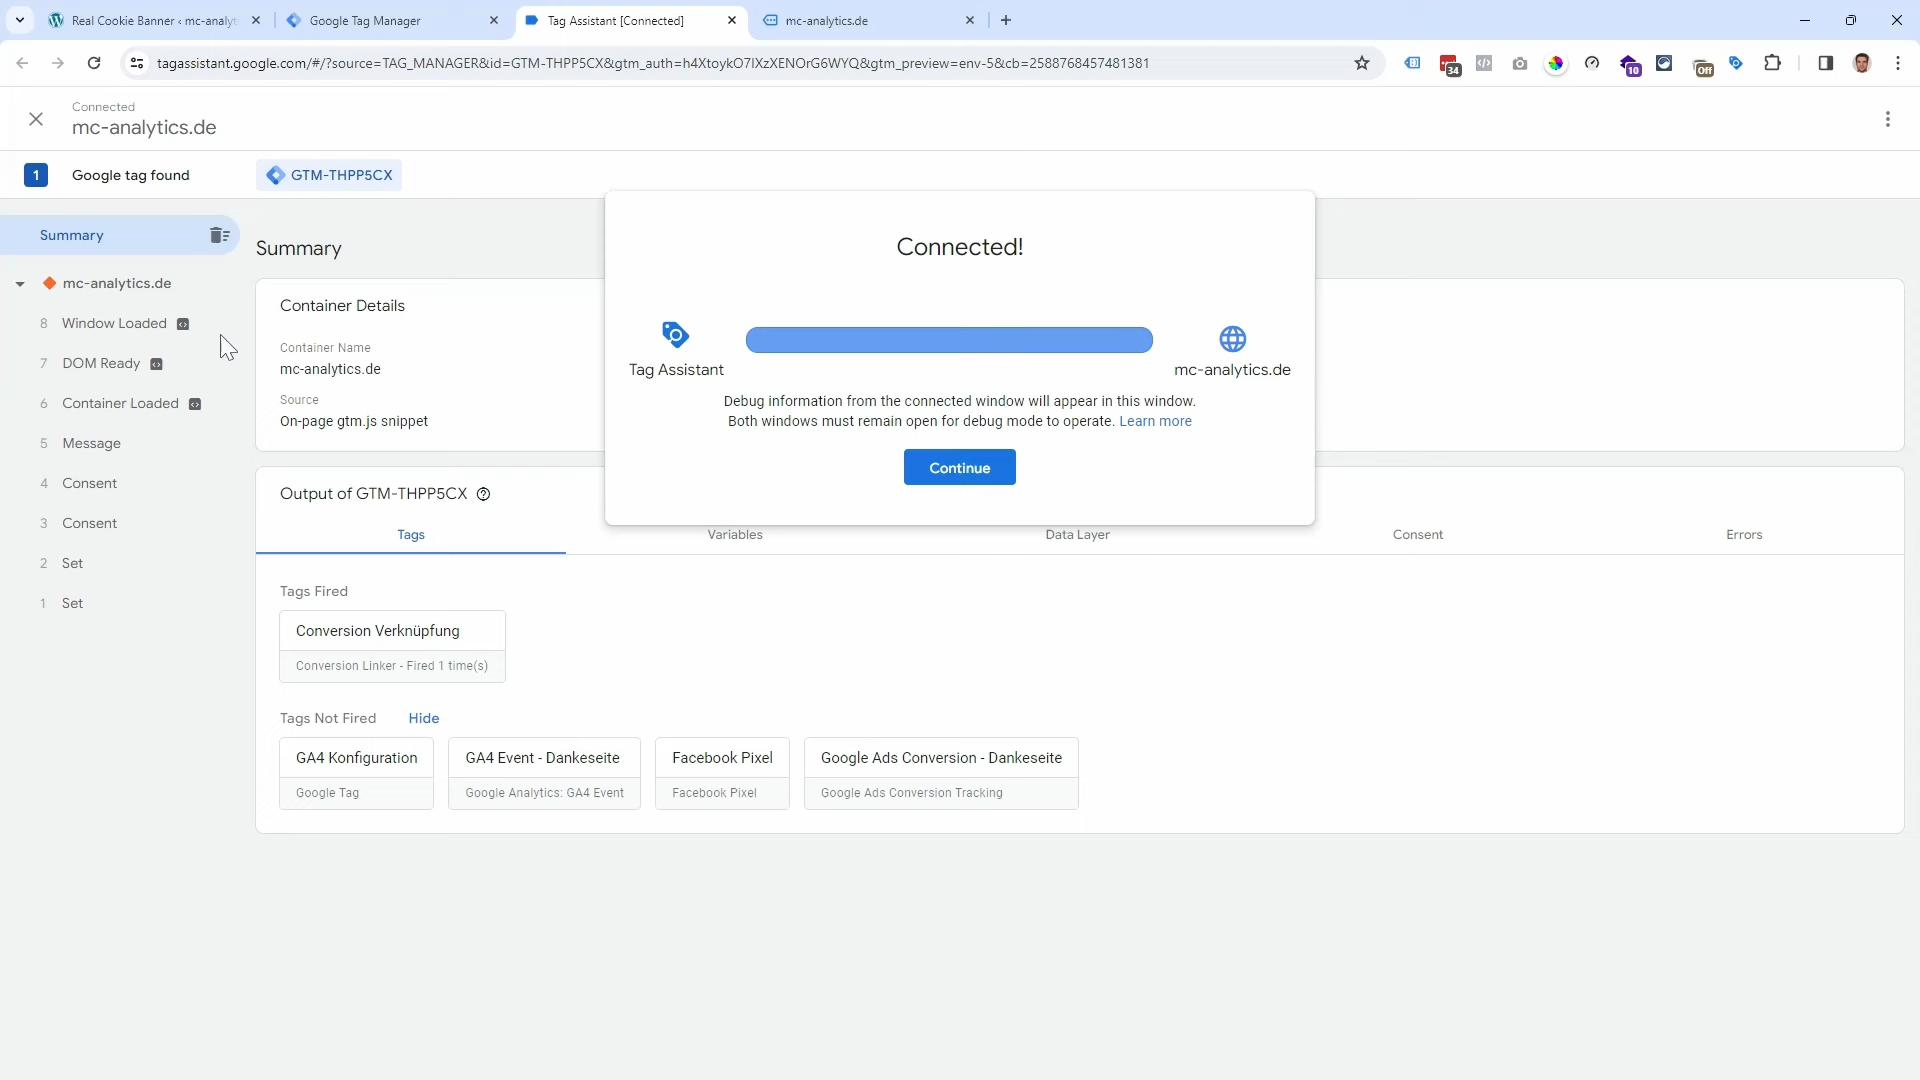 Real Cookie Banner ‹ mc-analyt
Google Tag Manager
Tag Assistant [Connected]
mc-analytics.de
tagassistant.google.com/#/?source=TAG_MANAGER&id=GTM-THPP5CX&gtm_auth=h4XtoykO7IXzXENOrG6WYQ&gtm_preview=env-5&cb=2588768457481381
34
10
Off
Connected
mc-analytics.de
1
Google tag found
GTM-THPP5CX
Summary
mc-analytics.de
8 Window Loaded
7 DOM Ready
6 Container Loaded
5 Message
4 Consent
3 Consent
2 Set
1 Set
Summary
Container Details
Container Name
mc-analytics.de
Source
On-page gtm.js snippet
Connected!
Tag Assistant
mc-analytics.de
Debug information from the connected window will appear in this window.
Both windows must remain open for debug mode to operate. Learn more
Continue
Output of GTM-THPP5CX
Tags
Variables
Data Layer
Consent
Errors
Tags Fired
Conversion Verknüpfung
Conversion Linker - Fired 1 time(s)
Tags Not Fired
Hide
GA4 Konfiguration
Google Tag
GA4 Event - Dankeseite
Google Analytics: GA4 Event
Facebook Pixel
Facebook Pixel
Google Ads Conversion - Dankeseite
Google Ads Conversion Tracking